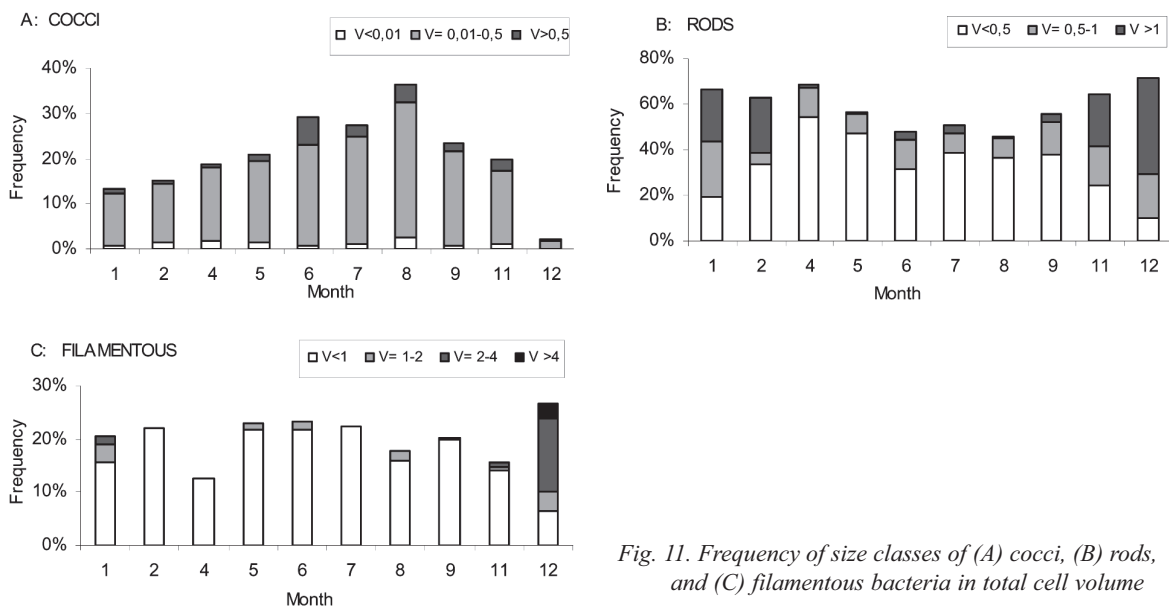 A: COCCI
V<0,01 V= 0,01-0,5 V>0,5
40%
30%
20%
10%
0%
Frequency
1 2 4 5 6 7 8 9 11 12
Month
B: RODS
V<0,5 V= 0,5-1 V >1
80%
60%
40%
20%
0%
Frequency
1 2 4 5 6 7 8 9 11 12
Month
C: FILAMENTOUS
V<1 V= 1-2 V= 2-4 V >4
30%
20%
10%
0%
Frequency
1 2 4 5 6 7 8 9 11 12
Month
Fig. 11. Frequency of size classes of (A) cocci, (B) rods,
and (C) filamentous bacteria in total cell volume